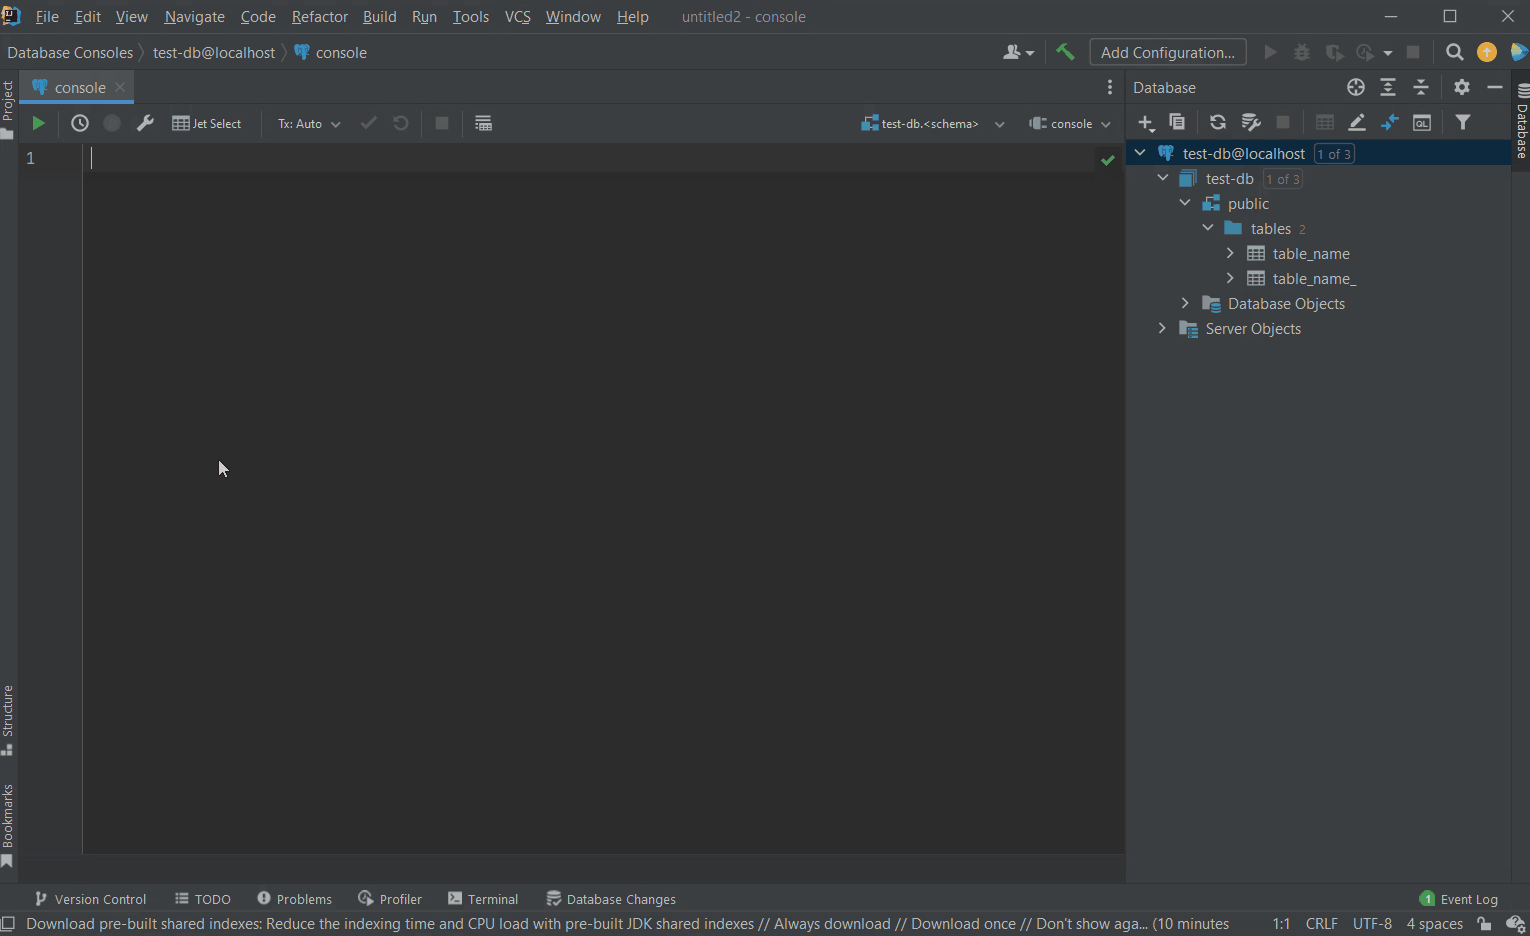 File Edit View Navigate Code Refactor Build Run Tools VCS Window Help untitled2 - console
Database Consoles test-db@localhost console Add Configuration...
console
Database
Jet Select Tx: Auto test-db.<schema> console
1
test-db@localhost 1 of 3
test-db 1 of 3
public
tables 2
table_name
table_name_
Database Objects
Server Objects
Project
Structure
Bookmarks
Database
QL
Version Control TODO Problems Profiler Terminal Database Changes 1 Event Log
Download pre-built shared indexes: Reduce the indexing time and CPU load with pre-built JDK shared indexes // Always download // Download once // Don't show aga... (10 minutes 1:1 CRLF UTF-8 4 spaces